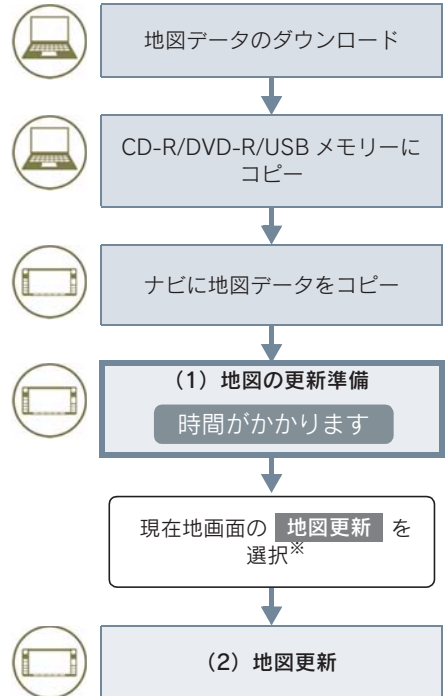 地図データのダウンロード
CD-R/DVD-R/USB メモリーに
コピー
ナビに地図データをコピー
（1）地図の更新準備
時間がかかります
現在地画面の 地図更新 を
選択※
（2）地図更新